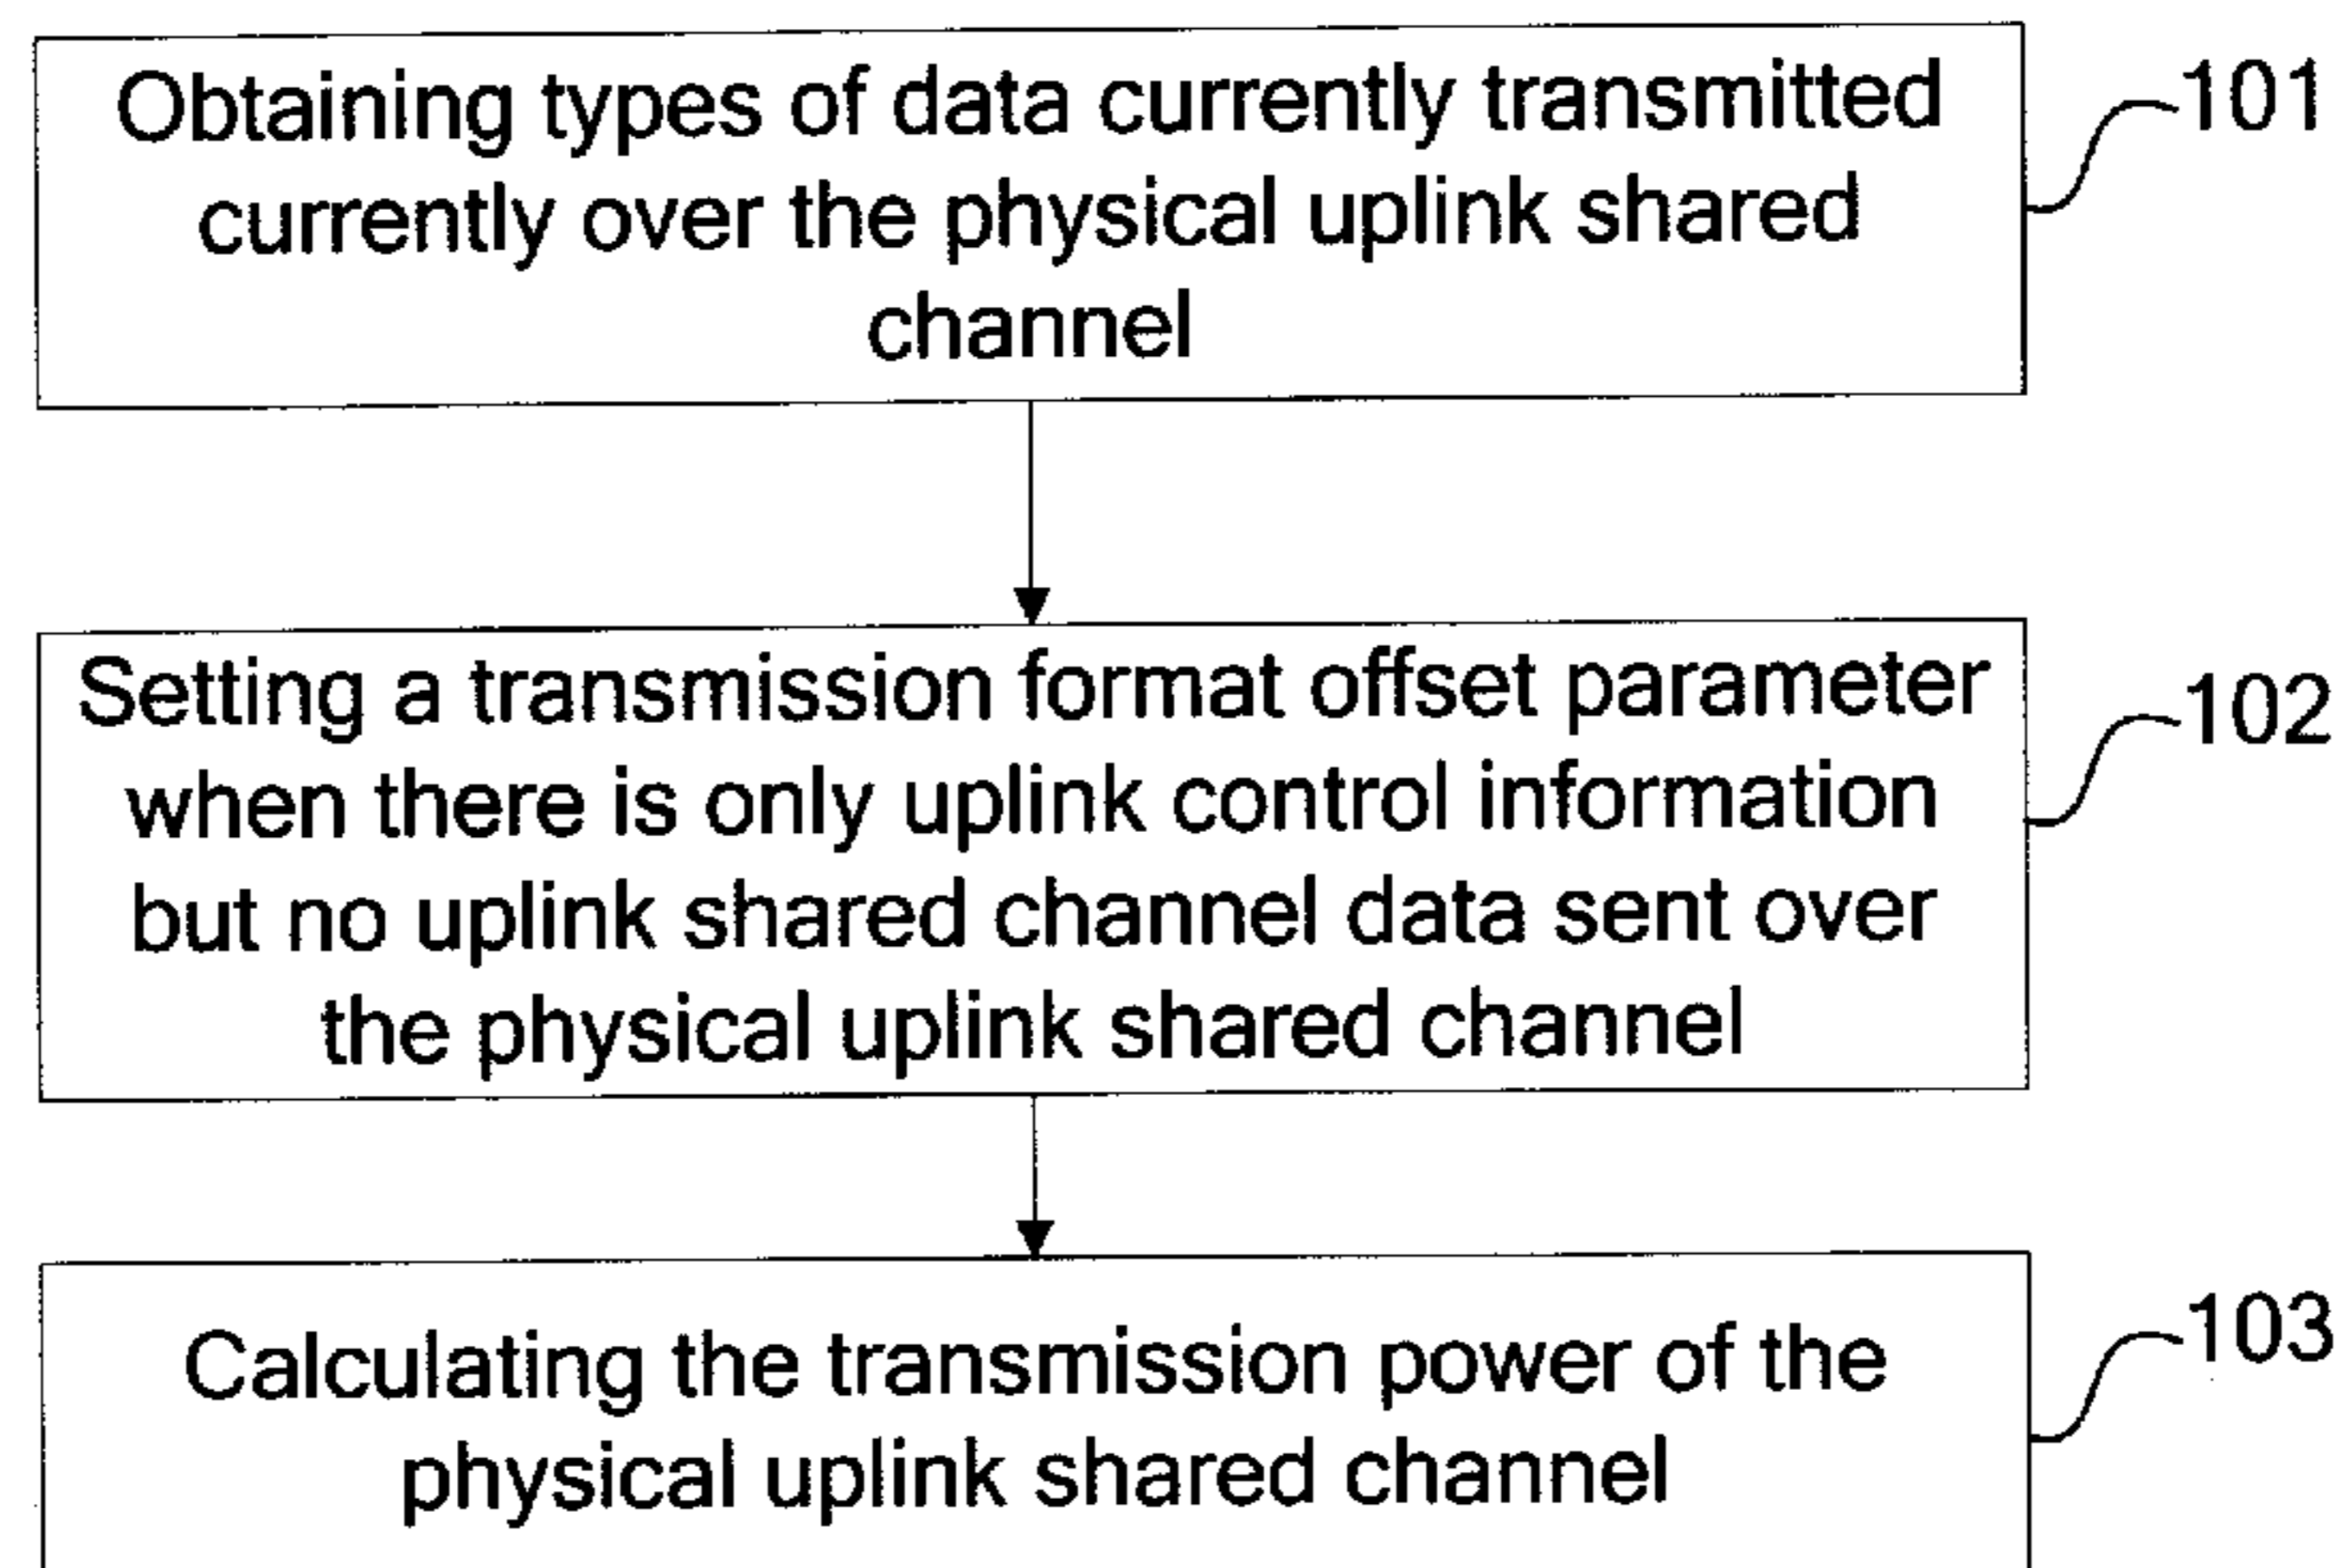 Obtaining types of data currently transmitted
101
currently over the physical uplink shared
channel
Setting a transmission format offset parameter
102
when there is only uplink control information
but no uplink shared channel data sent over
the physical uplink shared channel
103
Calculating the transmission power of the
physical uplink shared channel